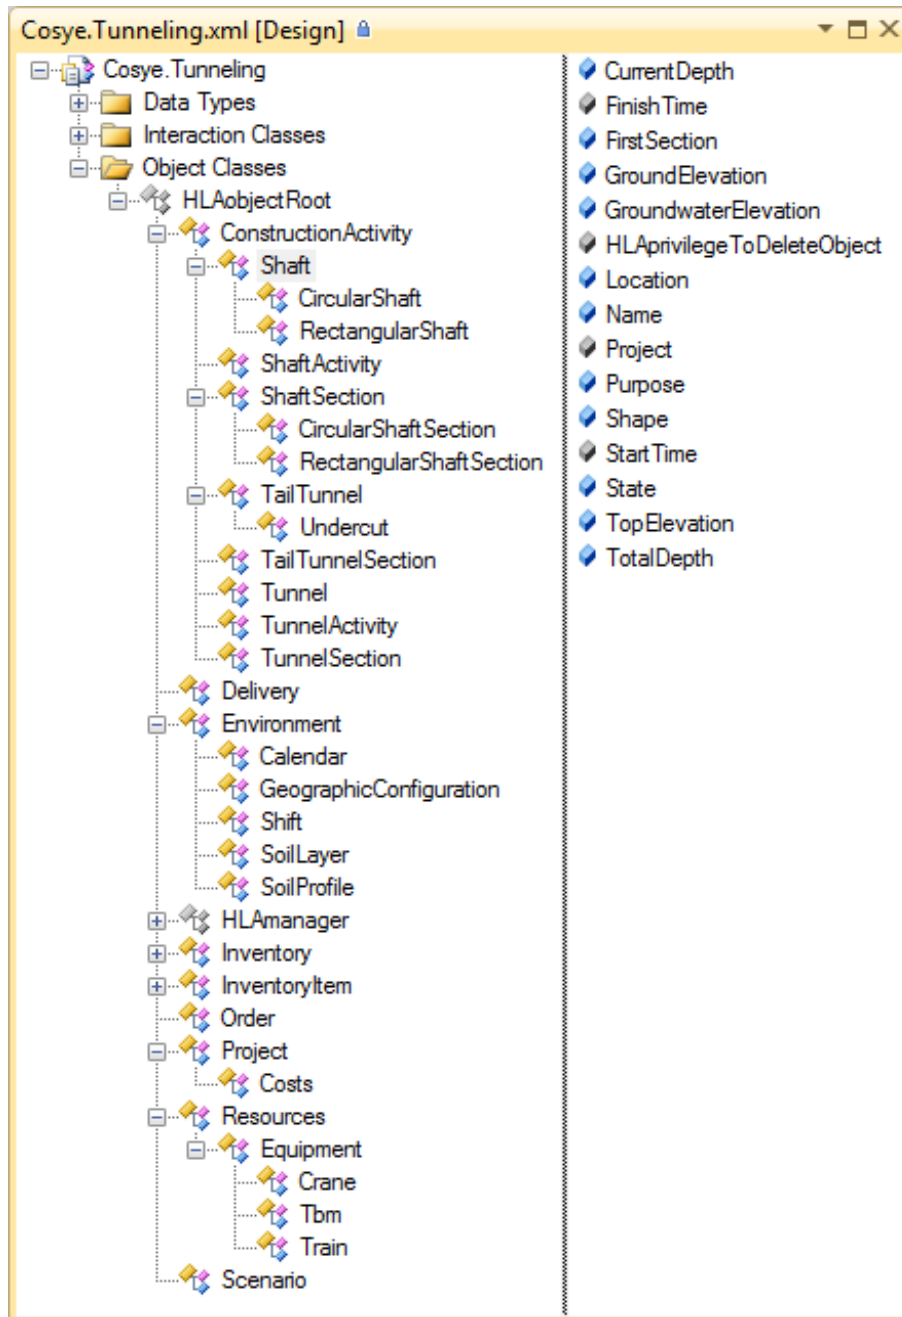 Cosye.Tunneling.xml [Design]
Cosye.Tunneling
Data Types
Interaction Classes
Object Classes
HLAobjectRoot
ConstructionActivity
Shaft
CircularShaft
RectangularShaft
ShaftActivity
ShaftSection
CircularShaftSection
RectangularShaftSection
TailTunnel
Undercut
TailTunnelSection
Tunnel
TunnelActivity
TunnelSection
Delivery
Environment
Calendar
GeographicConfiguration
Shift
SoilLayer
SoilProfile
HLAmanager
Inventory
InventoryItem
Order
Project
Costs
Resources
Equipment
Crane
Tbm
Train
Scenario
CurrentDepth
FinishTime
FirstSection
GroundElevation
GroundwaterElevation
HLAprivilegeToDeleteObject
Location
Name
Project
Purpose
Shape
StartTime
State
TopElevation
TotalDepth